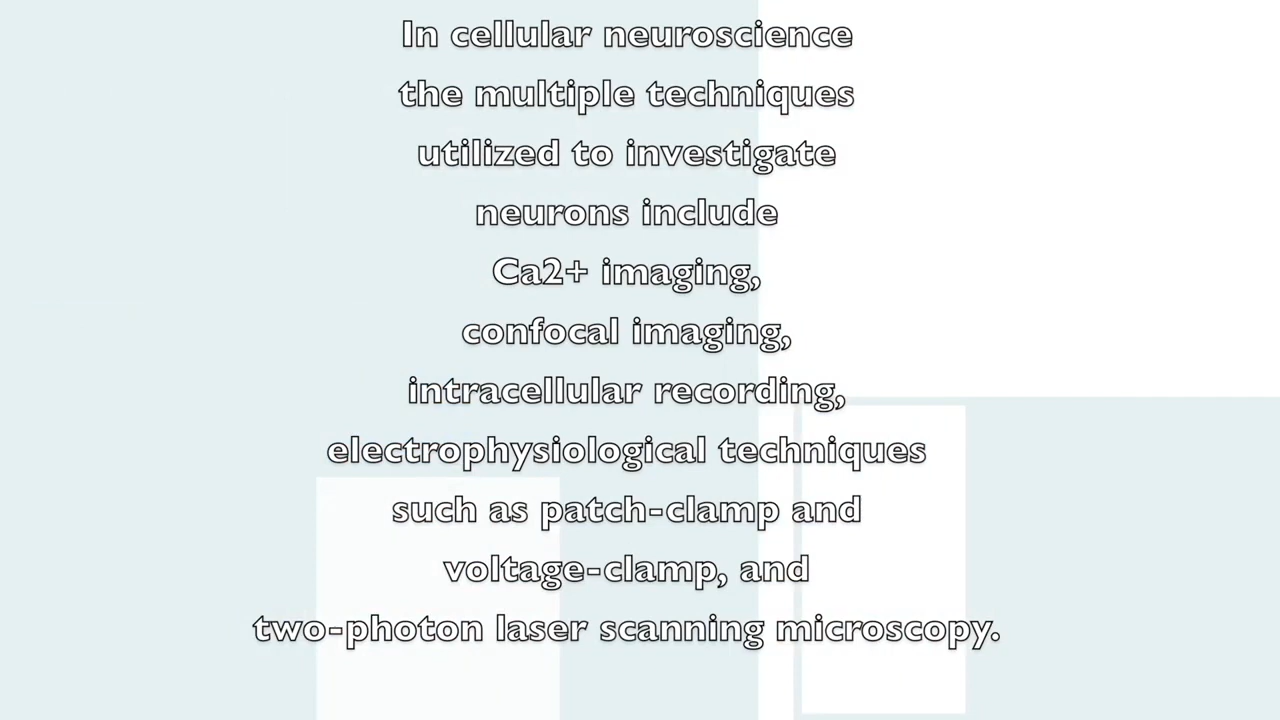 In cellular neuroscience
the multiple techniques
utilized to investigate
neurons include
Ca2+ imaging,
confocal imaging,
intracellular recording,
electrophysiological techniques
such as patch-clamp and
voltage-clamp, and
two-photon laser scanning microscopy.